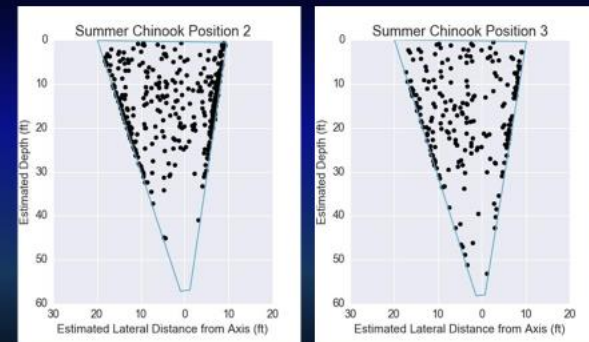 Summer Chinook Position 2
0
10
20
30
40
50
60
Estimated Depth (ft)
30 20 10 0 10 20
Estimated Lateral Distance from Axis (ft)
Summer Chinook Position 3
0
10
20
30
40
50
60
Estimated Depth (ft)
30 20 10 0 10 20
Estimated Lateral Distance from Axis (ft)